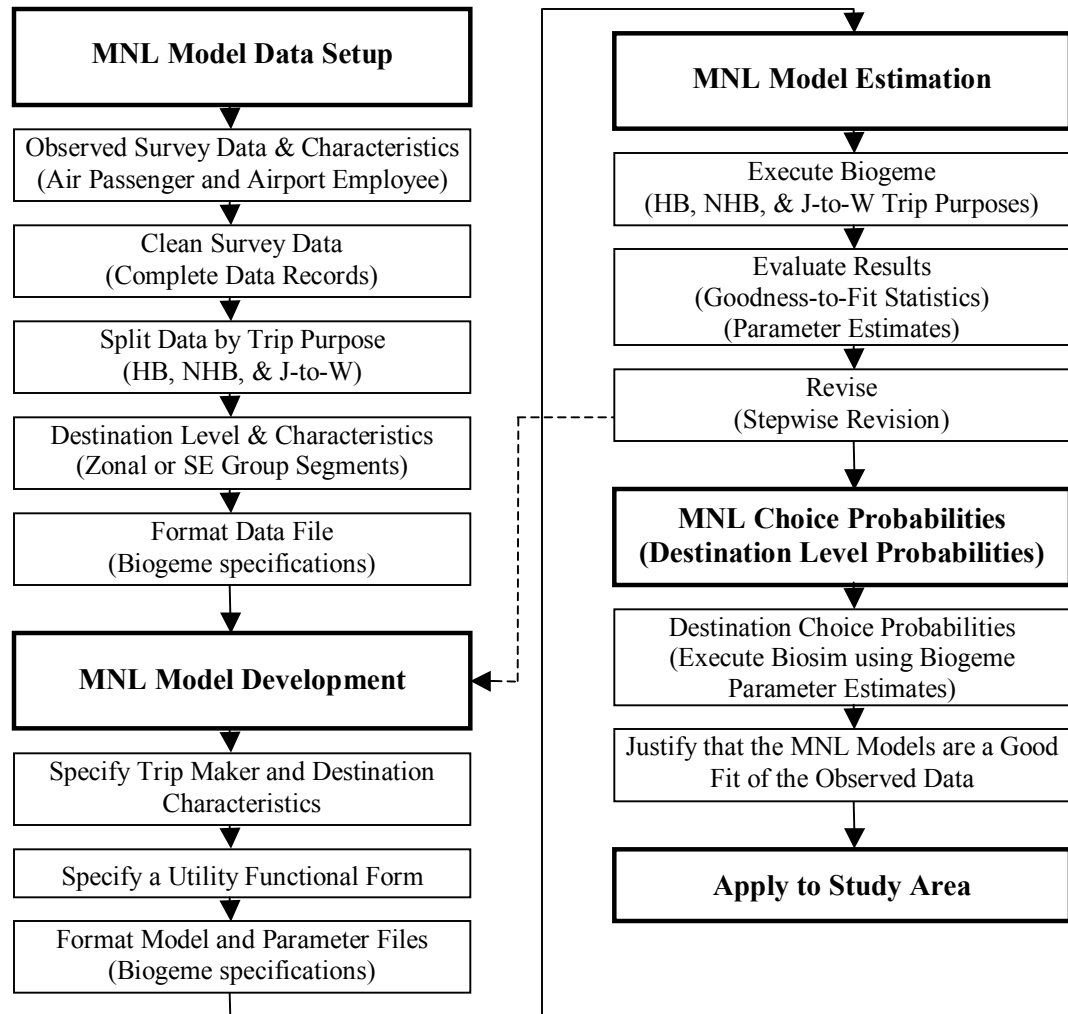 MNL Model Data Setup
Observed Survey Data & Characteristics
(Air Passenger and Airport Employee)
Clean Survey Data
(Complete Data Records)
Split Data by Trip Purpose
(HB, NHB, & J-to-W)
Destination Level & Characteristics
(Zonal or SE Group Segments)
Format Data File
(Biogeme specifications)
MNL Model Development
Specify Trip Maker and Destination
Characteristics
Specify a Utility Functional Form
Format Model and Parameter Files
(Biogeme specifications)
MNL Model Estimation
Execute Biogeme
(HB, NHB, & J-to-W Trip Purposes)
Evaluate Results
(Goodness-to-Fit Statistics)
(Parameter Estimates)
Revise
(Stepwise Revision)
MNL Choice Probabilities
(Destination Level Probabilities)
Destination Choice Probabilities
(Execute Biosim using Biogeme
Parameter Estimates)
Justify that the MNL Models are a Good
Fit of the Observed Data
Apply to Study Area